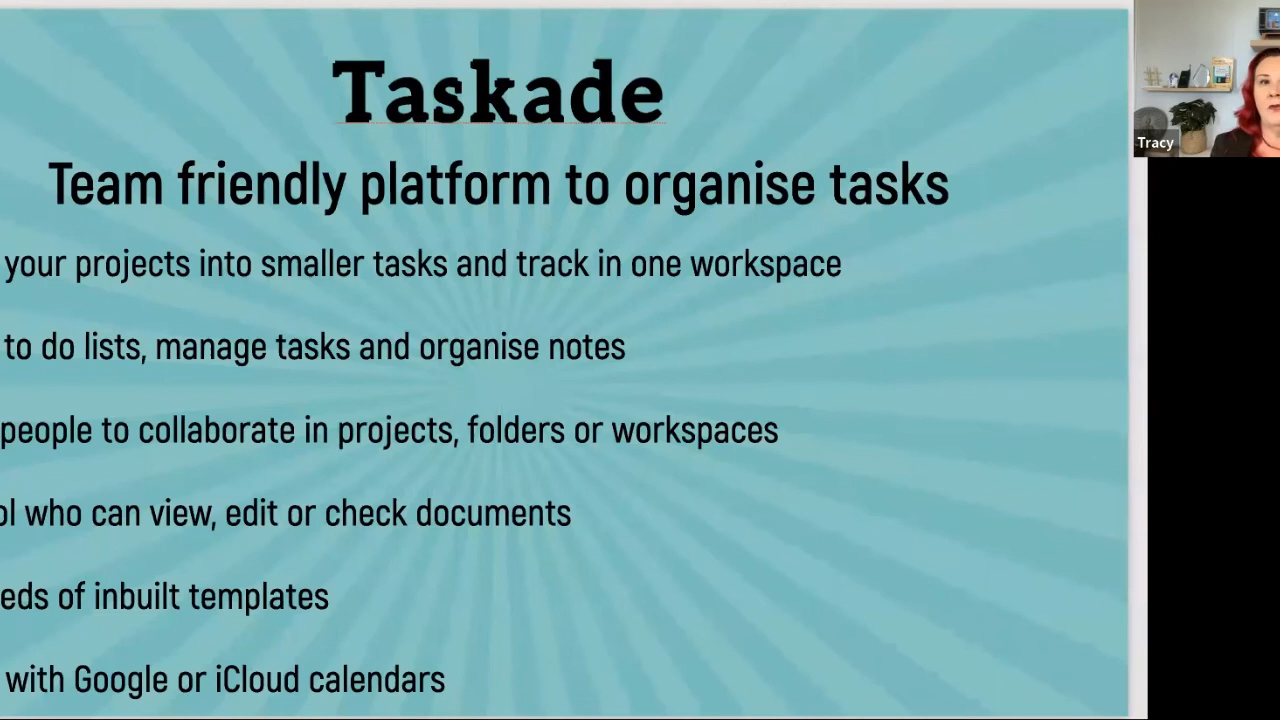 Taskade
Team friendly platform to organise tasks
your projects into smaller tasks and track in one workspace
to do lists, manage tasks and organise notes
people to collaborate in projects, folders or workspaces
ol who can view, edit or check documents
eds of inbuilt templates
with Google or iCloud calendars
Tracy